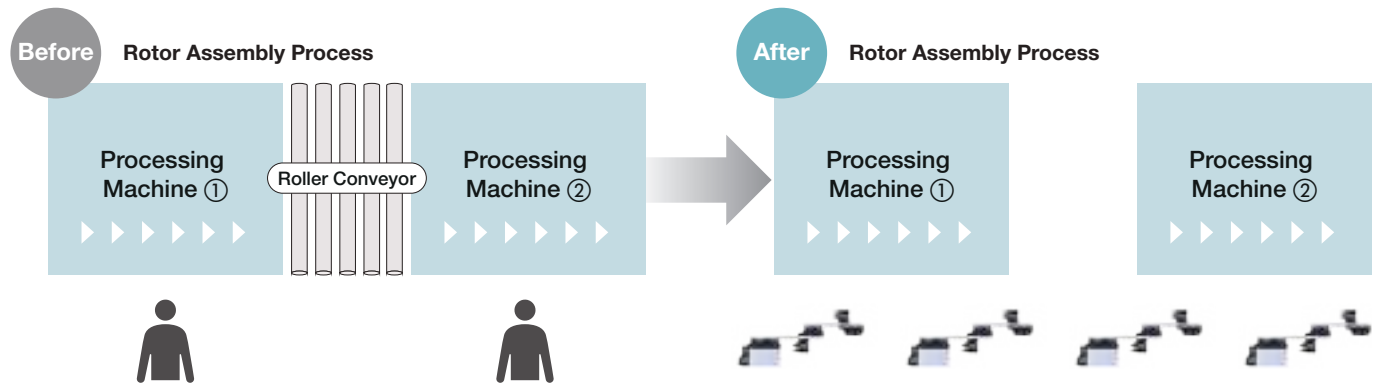 Before
Rotor Assembly Process
Processing
Machine ①
Roller Conveyor
Processing
Machine ②
After
Rotor Assembly Process
Processing
Machine ①
Processing
Machine ②